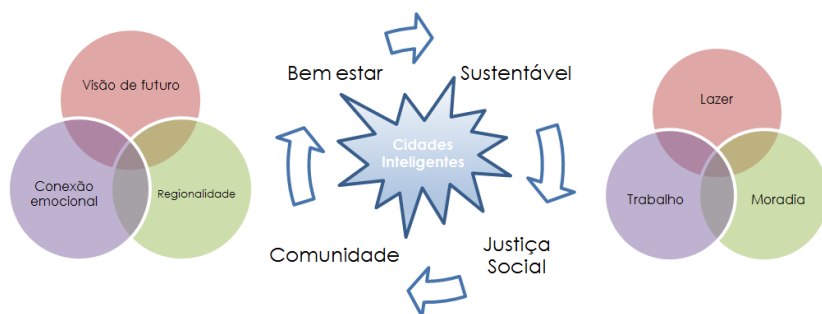 Visão de futuro
Conexão
emocional
Regionalidade
Bem estar
Sustentável
Cidades
Inteligentes
Comunidade
Justiça
Social
Lazer
Trabalho
Moradia